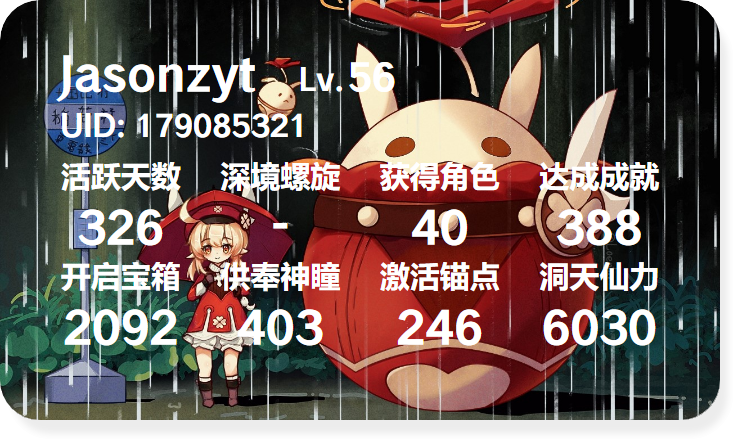 Jasonzyt Lv.56
UID: 179085321
活跃天数 深境螺旋 获得角色 达成成就
326 - 40 388
开启宝箱 供奉神瞳 激活锚点 洞天仙力
2092 403 246 6030